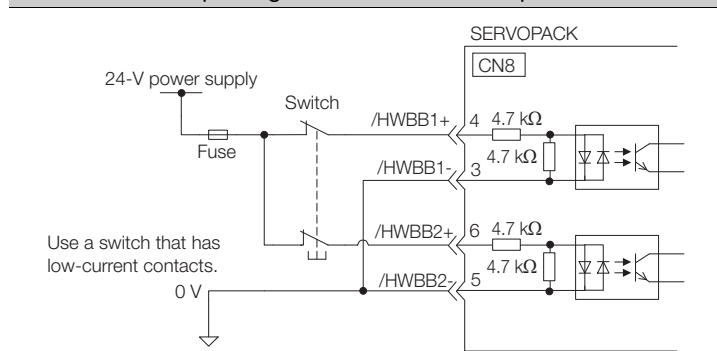 SERVOPACK
CN8
24-V power supply
Switch
Fuse
/HWBB1+
4
4.7 kΩ
4.7 kΩ
/HWBB1-
3
/HWBB2+
6
4.7 kΩ
4.7 kΩ
/HWBB2-
5
Use a switch that has
low-current contacts.
0 V